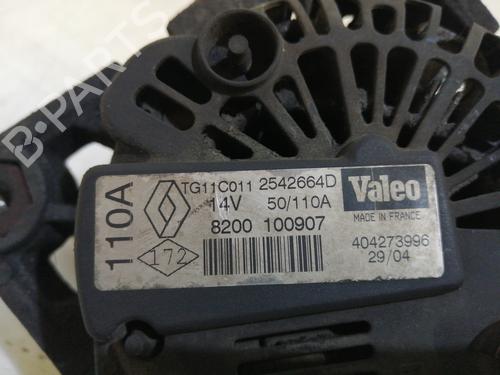 B-PARTS
110A
TG11C011 2542664D
14V 50/110A
8200 100907
172
Valeo
MADE IN FRANCE
404273996
29/04